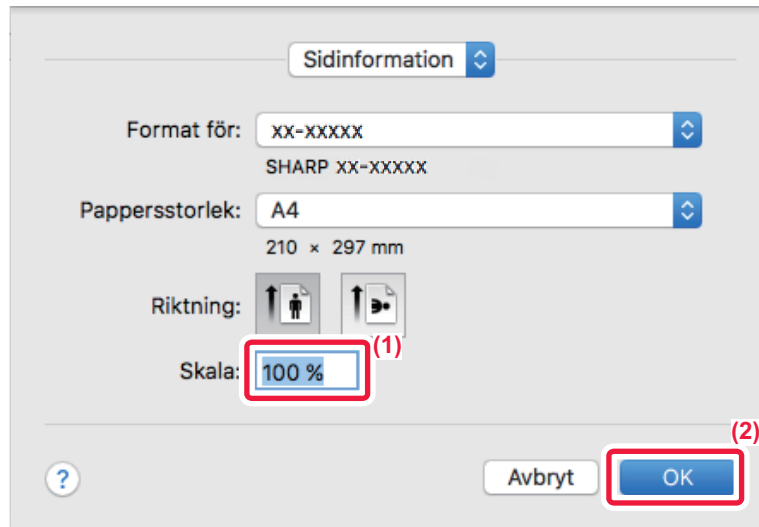 Sidinformation
Format för: xx-xxxxx
SHARP xx-xxxxx
Pappersstorlek: A4
210 × 297 mm
Riktning:
(1)
Skala: 100 %
(2)
? Avbryt OK